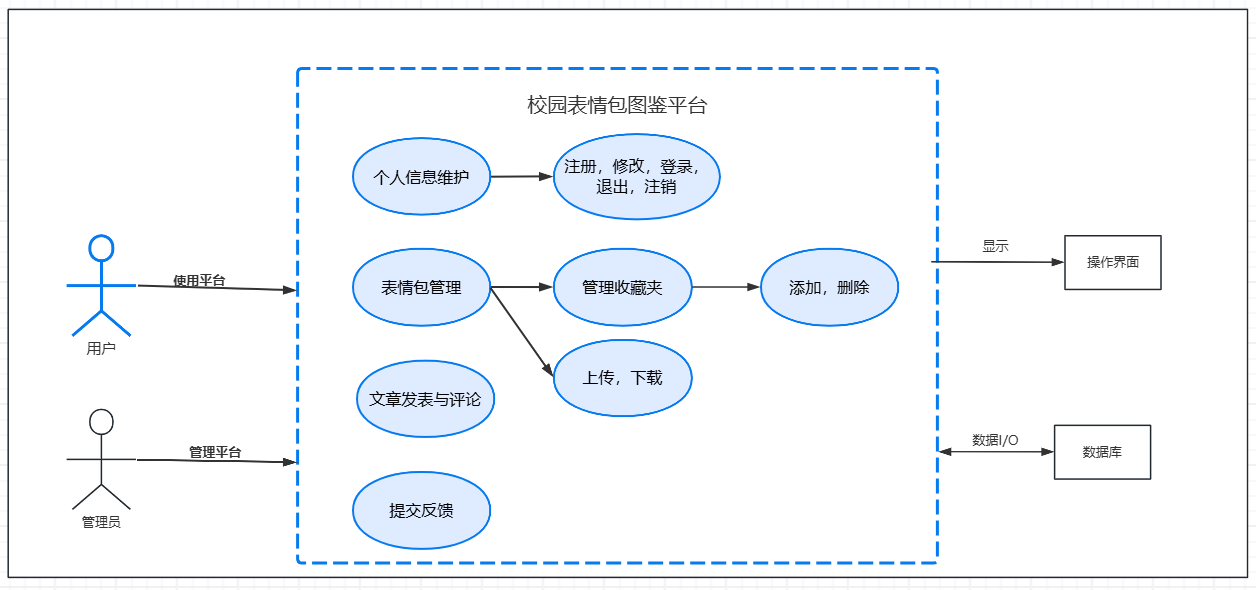 校园表情包图鉴平台
个人信息维护
注册，修改，登录，
退出，注销
使用平台
用户
表情包管理
管理收藏夹
添加，删除
上传，下载
显示
操作界面
文章发表与评论
管理平台
管理员
数据I/O
数据库
提交反馈